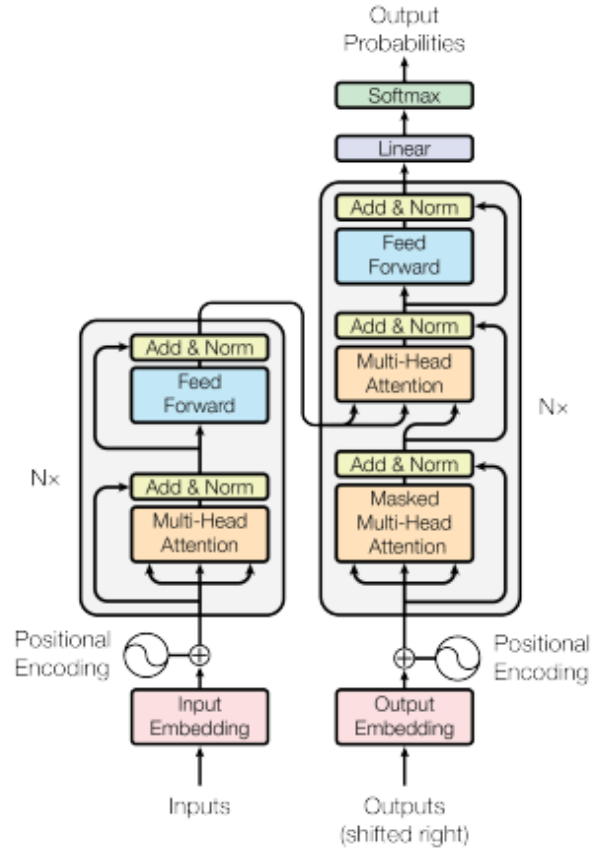 Output
Probabilities
Softmax
Linear
Add & Norm
Feed
Forward
Add & Norm
Multi-Head
Attention
Add & Norm
Masked
Multi-Head
Attention
N×
Add & Norm
Feed
Forward
Add & Norm
Multi-Head
Attention
N×
Positional
Encoding
Positional
Encoding
Input
Embedding
Output
Embedding
Inputs
Outputs
(shifted right)